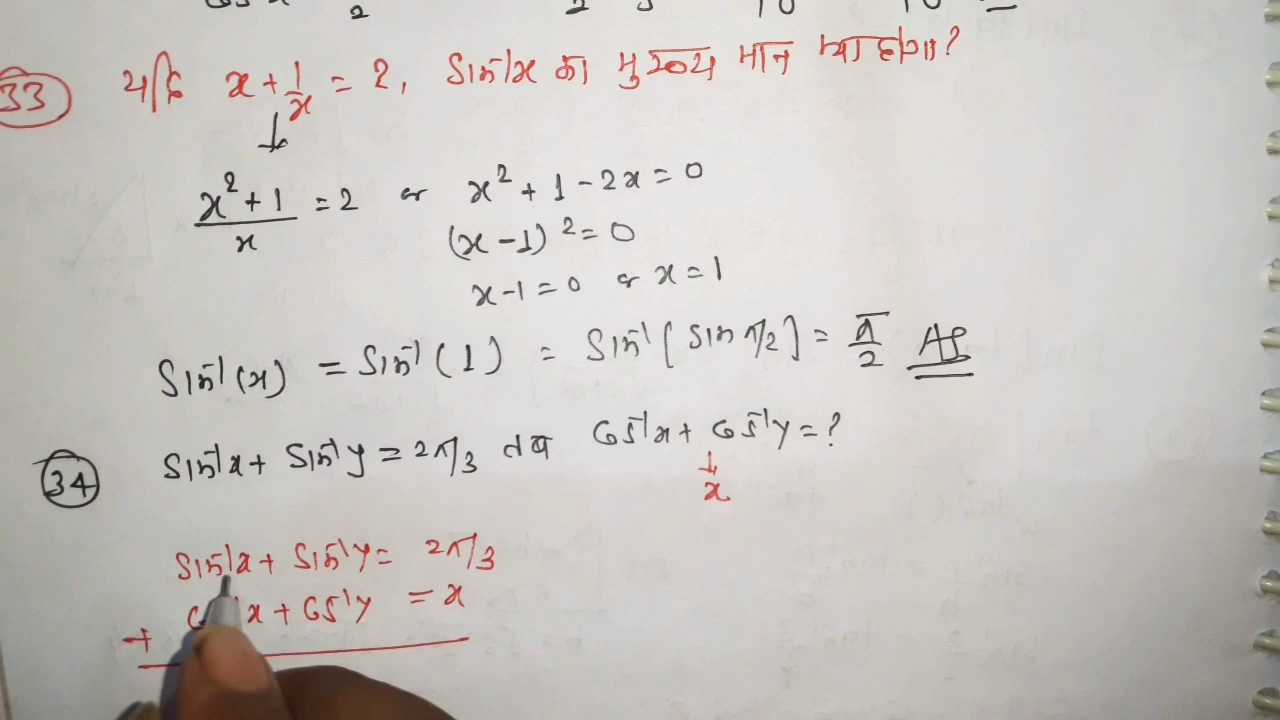 33 यदि x + 1/x = 2, Sin⁻¹x का मुख्य मान क्या होगा?
↓
(x² + 1)/x = 2 or x² + 1 - 2x = 0
(x - 1)² = 0
x - 1 = 0 or x = 1
Sin⁻¹(x) = Sin⁻¹(1) = Sin⁻¹[Sin π/2] = π/2 As
34 Sin⁻¹x + Sin⁻¹y = 2π/3 तब Cos⁻¹x + Cos⁻¹y = ?
↓
x
Sin⁻¹x + Sin⁻¹y = 2π/3
+ x + Cos⁻¹y = x